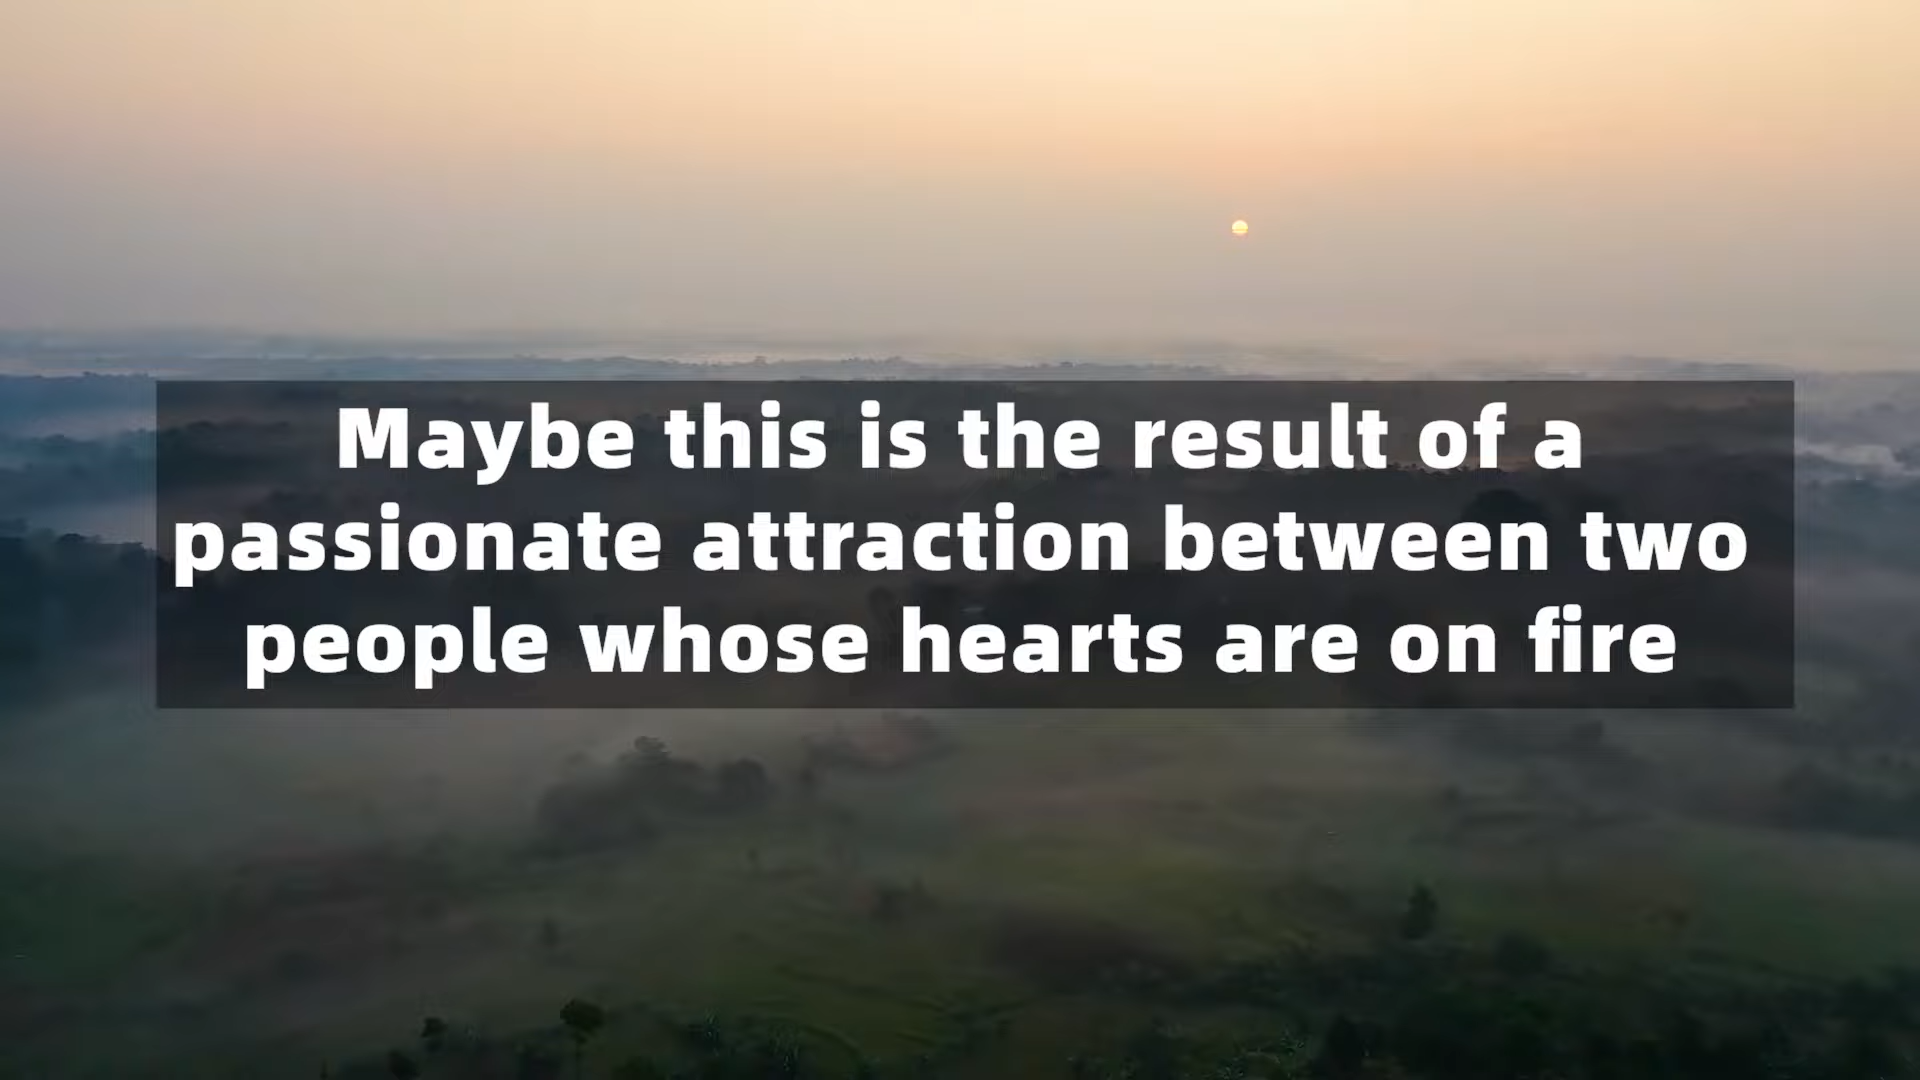 Maybe this is the result of a
passionate attraction between two
people whose hearts are on fire